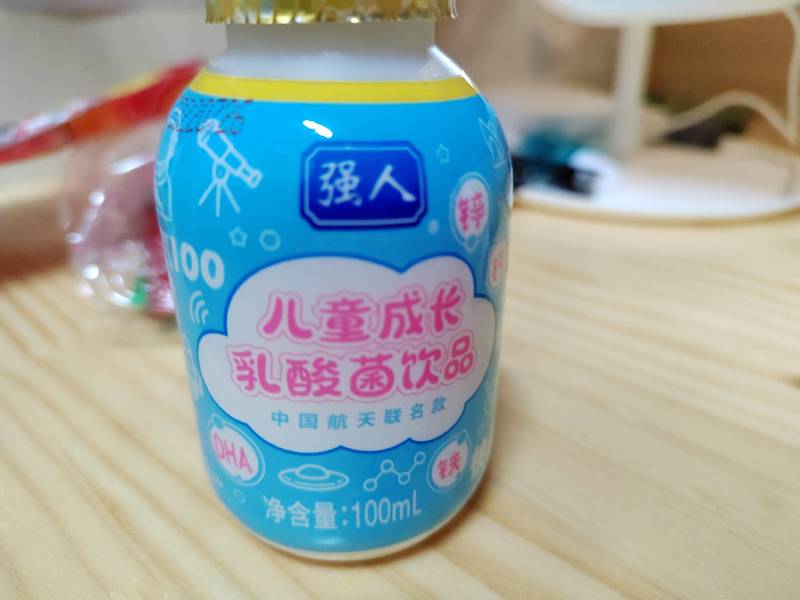 强人
锌
100
儿童成长
乳酸菌饮品
中国航天联名款
DHA
铁
净含量:100mL